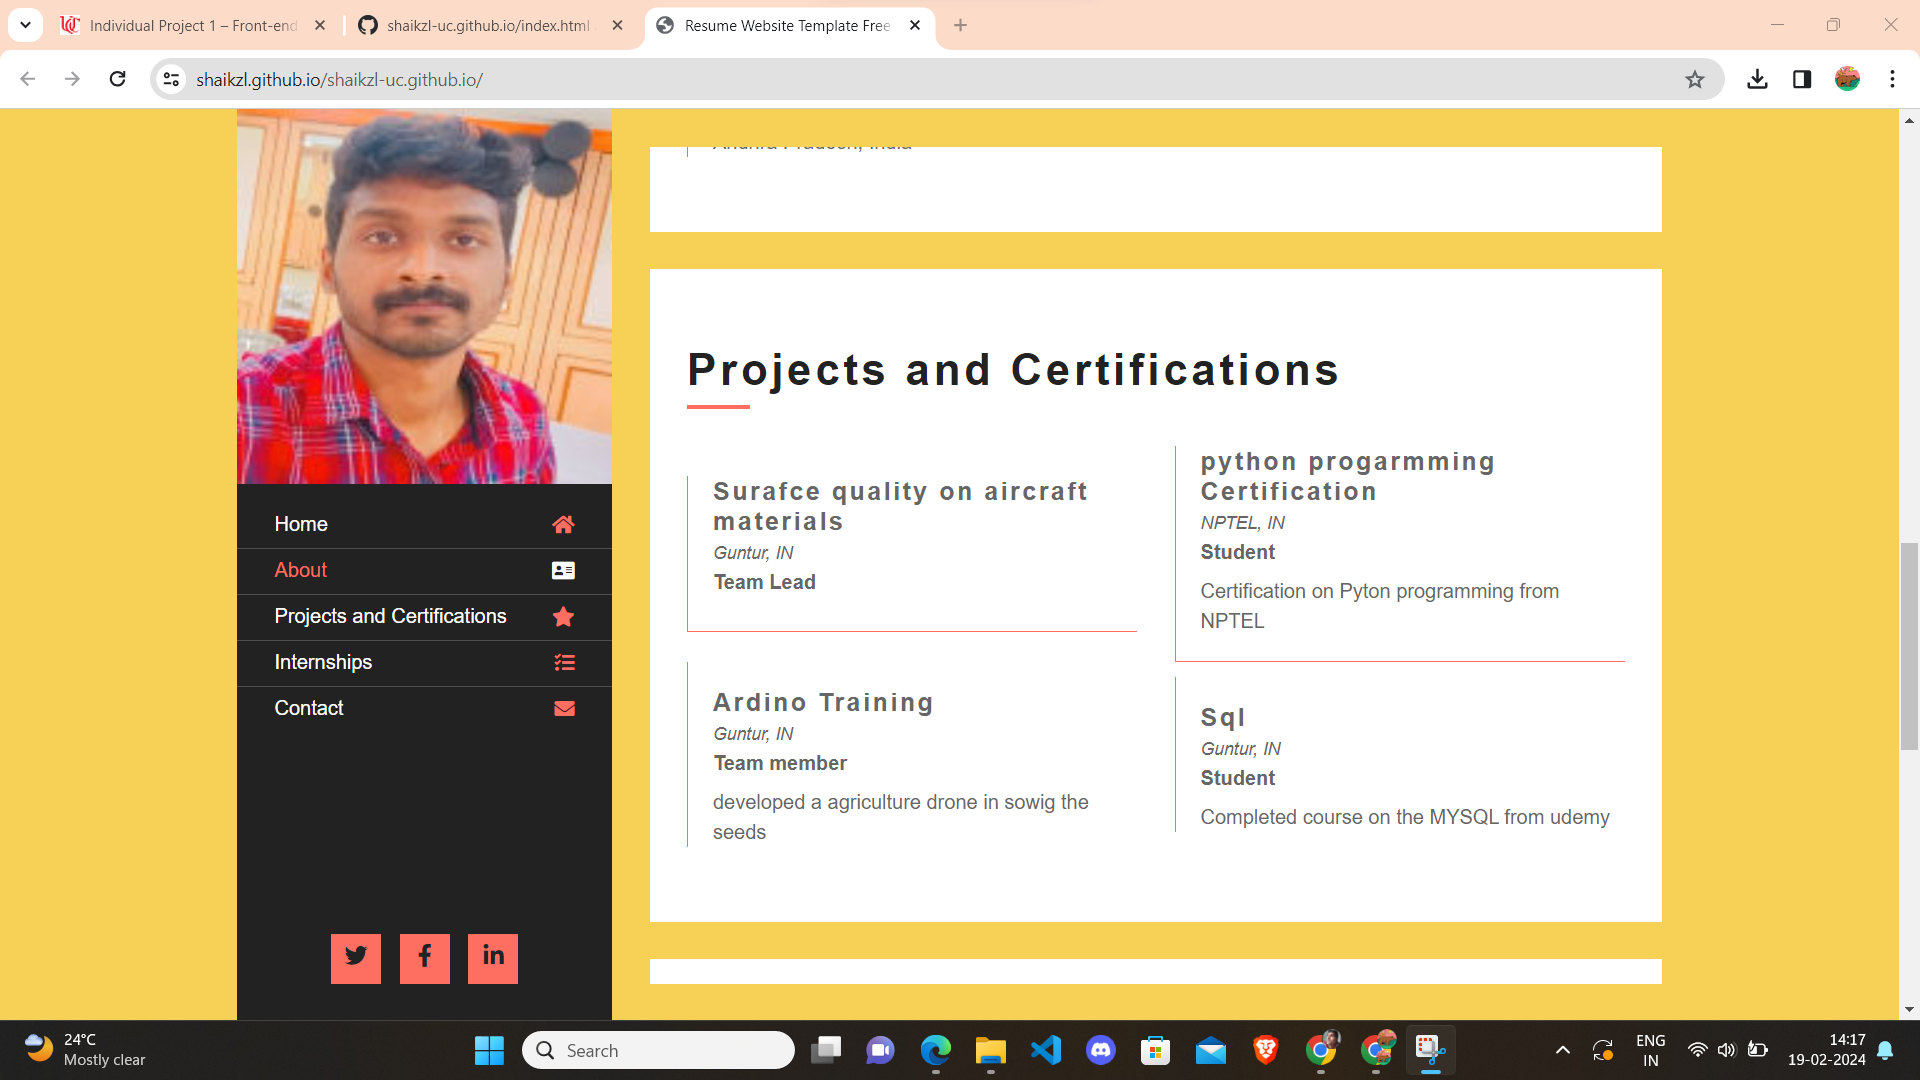 Individual Project 1 – Front-end
shaikzl-uc.github.io/index.html
Resume Website Template Free
shaikzl.github.io/shaikzl-uc.github.io/
Andhra Pradesh, India
Projects and Certifications
Surafce quality on aircraft
materials
Guntur, IN
Team Lead
python progarmming
Certification
NPTEL, IN
Student
Certification on Pyton programming from
NPTEL
Ardino Training
Guntur, IN
Team member
developed a agriculture drone in sowig the
seeds
Sql
Guntur, IN
Student
Completed course on the MYSQL from udemy
Home
About
Projects and Certifications
Internships
Contact
24°C
Mostly clear
Search
ENG
IN
14:17
19-02-2024